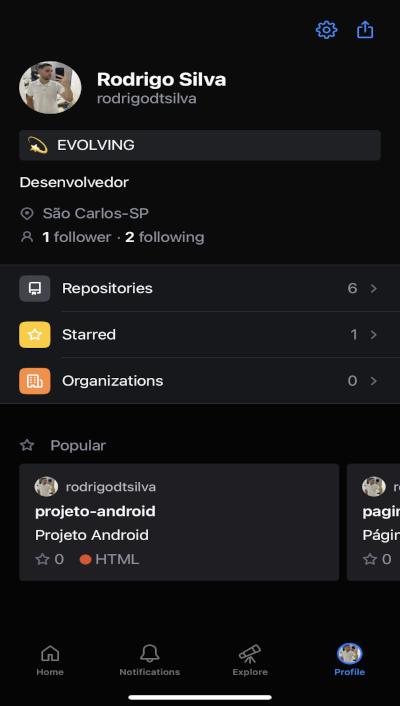 Rodrigo Silva
rodrigodtsilva
EVOLVING
Desenvolvedor
São Carlos-SP
1 follower · 2 following
Repositories 6
Starred 1
Organizations 0
Popular
rodrigodtsilva
projeto-android
Projeto Android
0 HTML
r
pagin
Págin
0
Home
Notifications
Explore
Profile